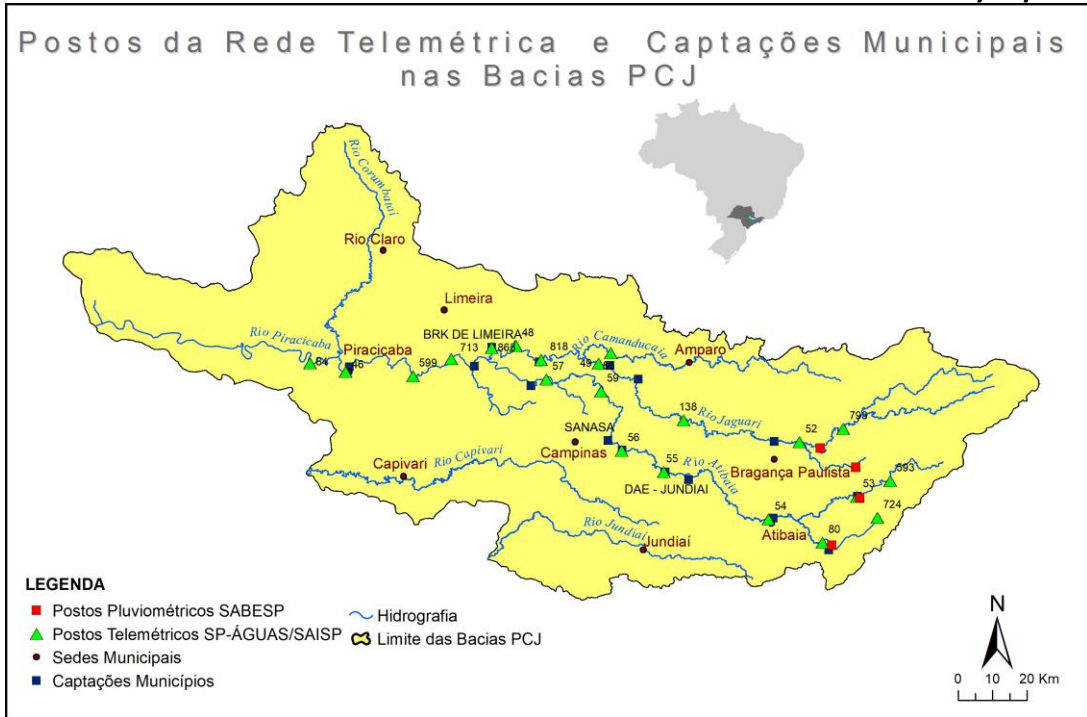 Postos da Rede Telemétrica e Captações Municipais
nas Bacias PCJ
Rio Corumbataí
Rio Claro
Limeira
BRK DE LIMEIRA
48
Rio Camanducaia
Rio Piracicaba
Piracicaba
713
868
818
Amparo
64
46
599
57
49
59
138
Rio Jaguari
52
SANASA
Campinas
56
Rio Capivari
Capivari
55
Rio Atibaia
Bragança Paulista
593
DAE - JUNDIAI
53
54
724
Rio Jundiaí
Jundiaí
Atibaia
80
LEGENDA
Postos Pluviométricos SABESP
Postos Telemétricos SP-ÁGUAS/SAISP
Sedes Municipais
Captações Municípios
Hidrografia
Limite das Bacias PCJ
N
0 10 20 Km